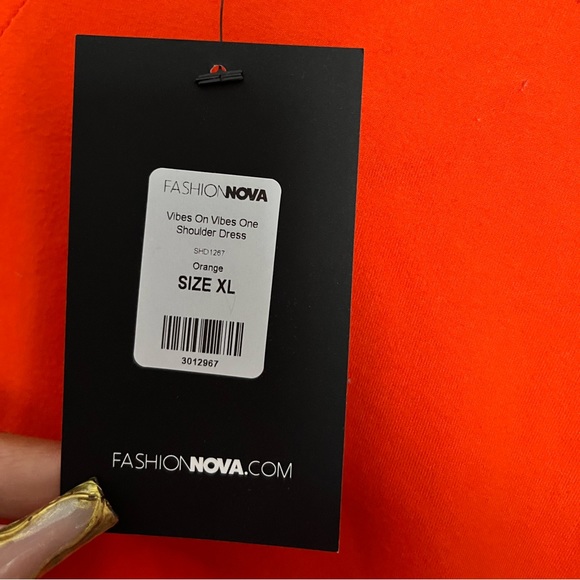 FASHIONNOVA
Vibes On Vibes One
Shoulder Dress
SHD1267
Orange
SIZE XL
3012967
FASHIONNOVA.COM